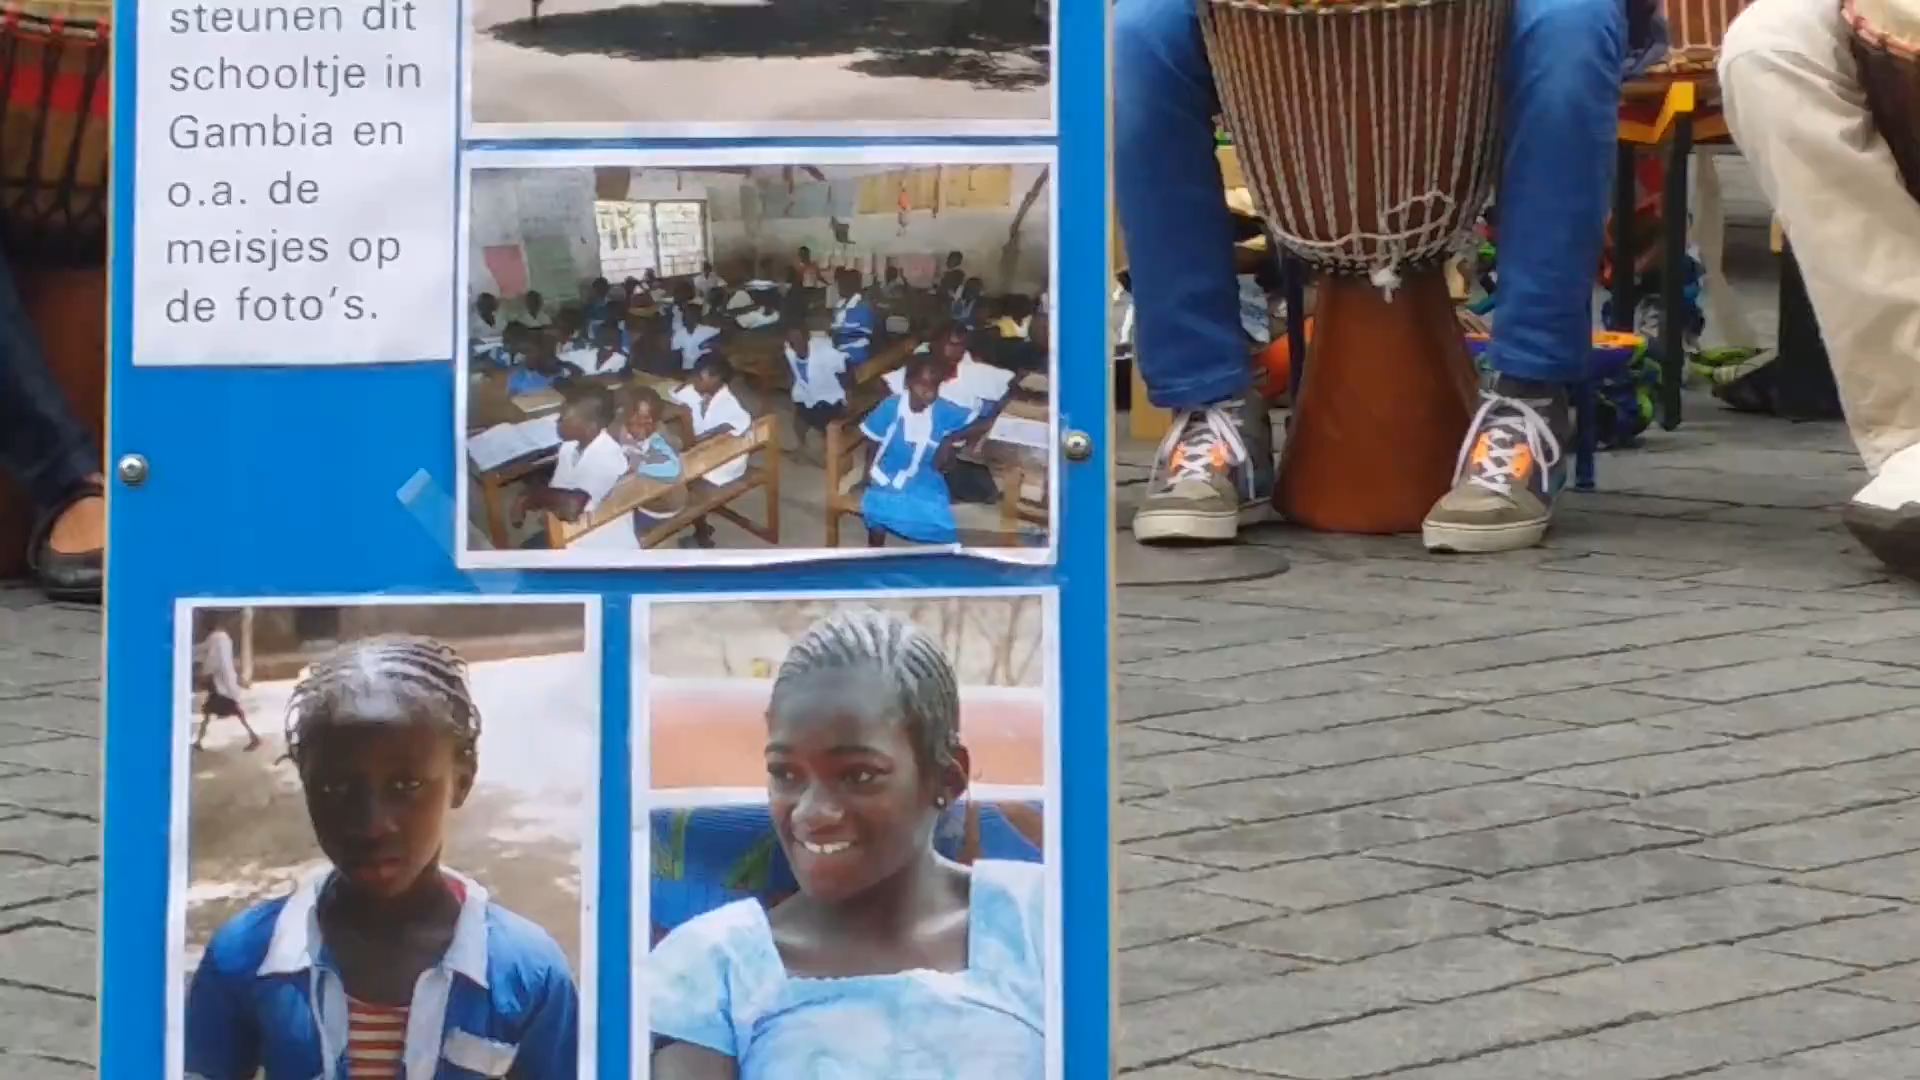 steunen dit
schooltje in
Gambia en
o.a. de
meisjes op
de foto's.